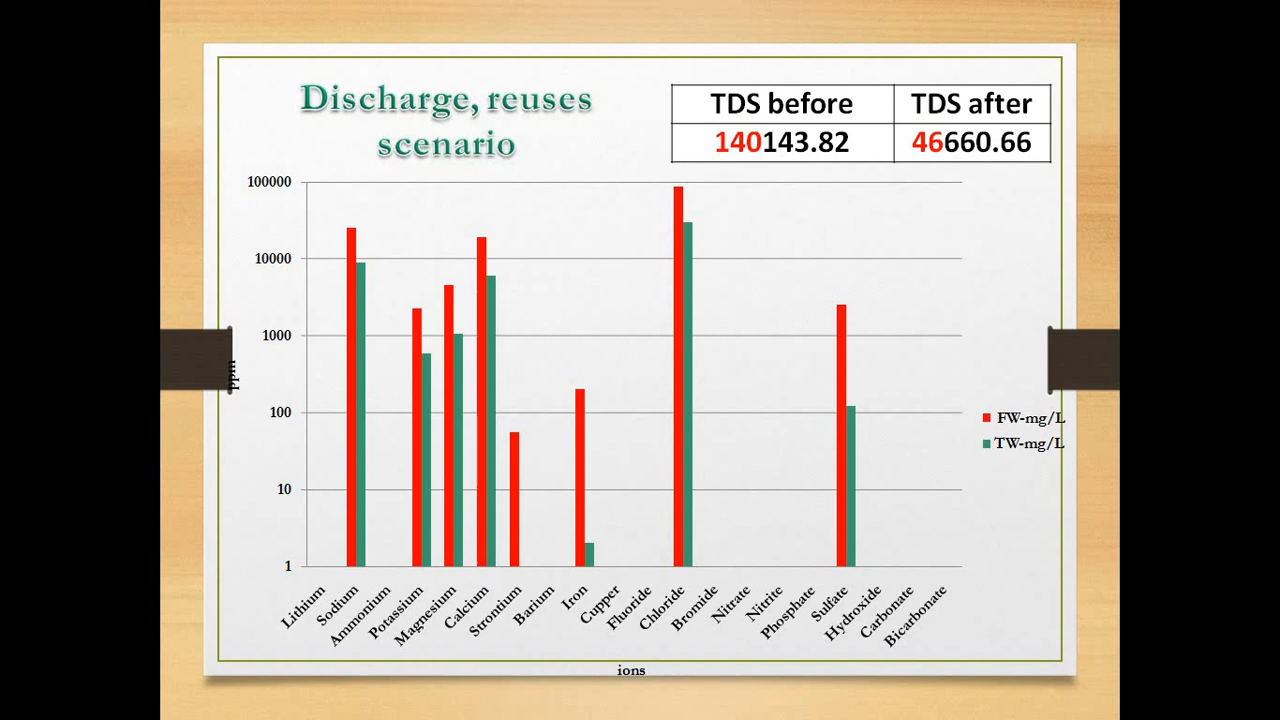 Discharge, reuses
scenario
TDS before TDS after
140143.82 46660.66
100000
10000
1000
100
10
1
ppm
FW-mg/L
TW-mg/L
Lithium
Sodium
Ammonium
Potassium
Magnesium
Calcium
Strontium
Barium
Iron
Cupper
Fluoride
Chloride
Bromide
Nitrate
Nitrite
Phosphate
Sulfate
Hydroxide
Carbonate
Bicarbonate
ions